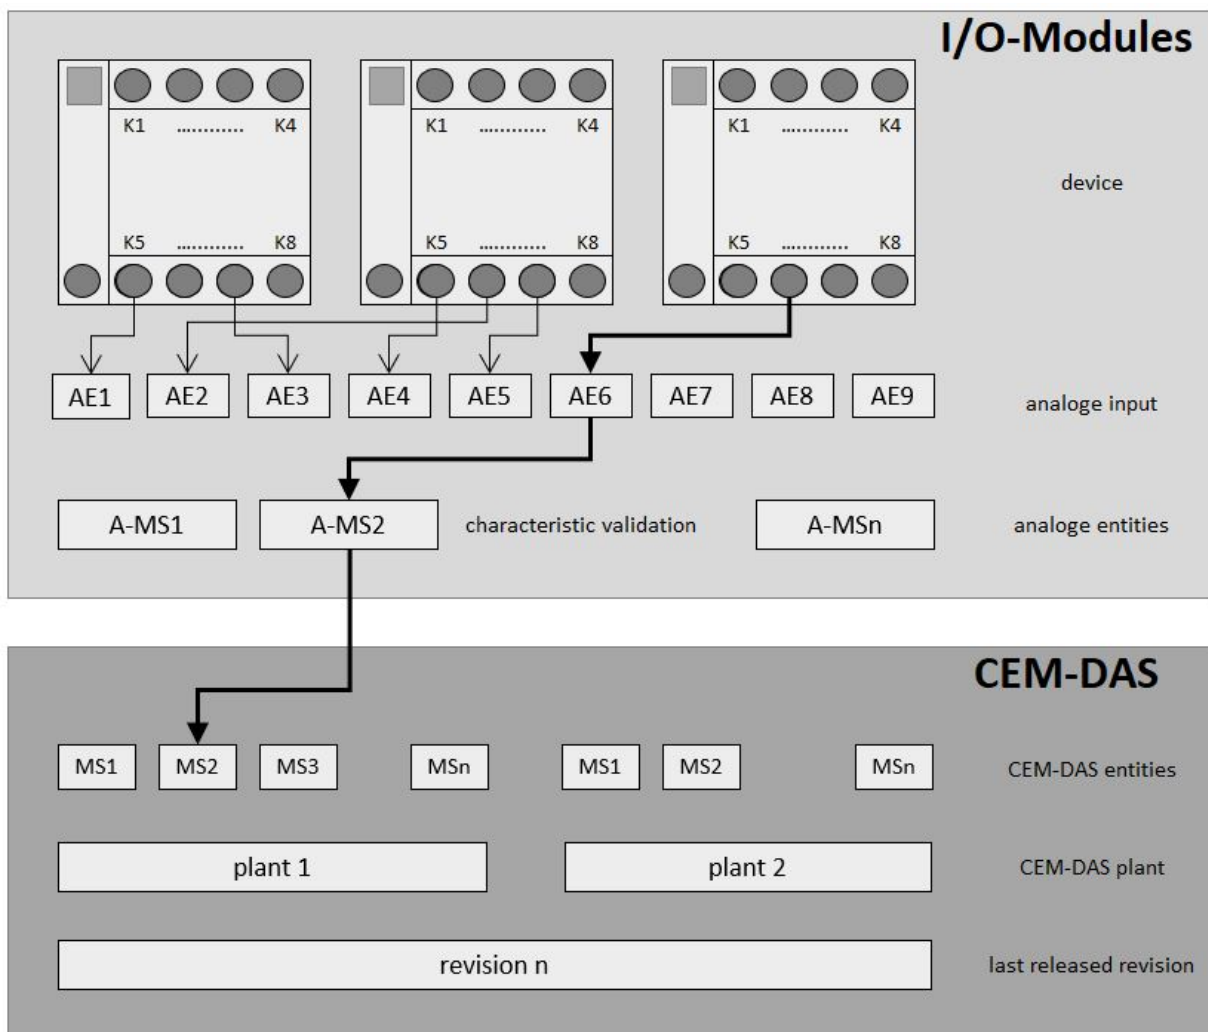 I/O-Modules
K1 ............ K4 K1 ............ K4 K1 ............ K4
device
K5 ............ K8 K5 ............ K8 K5 ............ K8
AE1 AE2 AE3 AE4 AE5 AE6 AE7 AE8 AE9 analoge input
A-MS1 A-MS2 characteristic validation A-MSn analoge entities
CEM-DAS
MS1 MS2 MS3 MSn MS1 MS2 MSn CEM-DAS entities
plant 1 plant 2 CEM-DAS plant
revision n last released revision